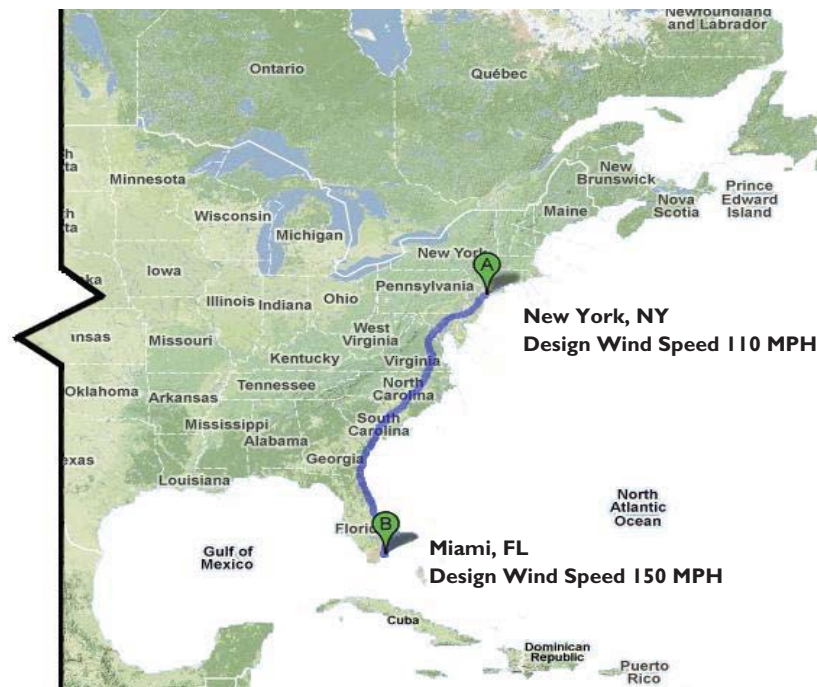 Newfoundland
and Labrador
Ontario
Québec
Minnesota
New
Brunswick
Prince
Edward
Island
Nova
Scotia
Maine
Wisconsin
Michigan
New York
A
Iowa
Pennsylvania
Illinois
Indiana
Ohio
New York, NY
Design Wind Speed 110 MPH
ansas
Missouri
West
Virginia
Virginia
Kentucky
Oklahoma
Arkansas
Tennessee
North
Carolina
Mississippi
Alabama
South
Carolina
exas
Georgia
Louisiana
North
Atlantic
Ocean
B
Florid
Gulf of
Mexico
Miami, FL
Design Wind Speed 150 MPH
Cuba
Dominican
Republic
Puerto
Rico